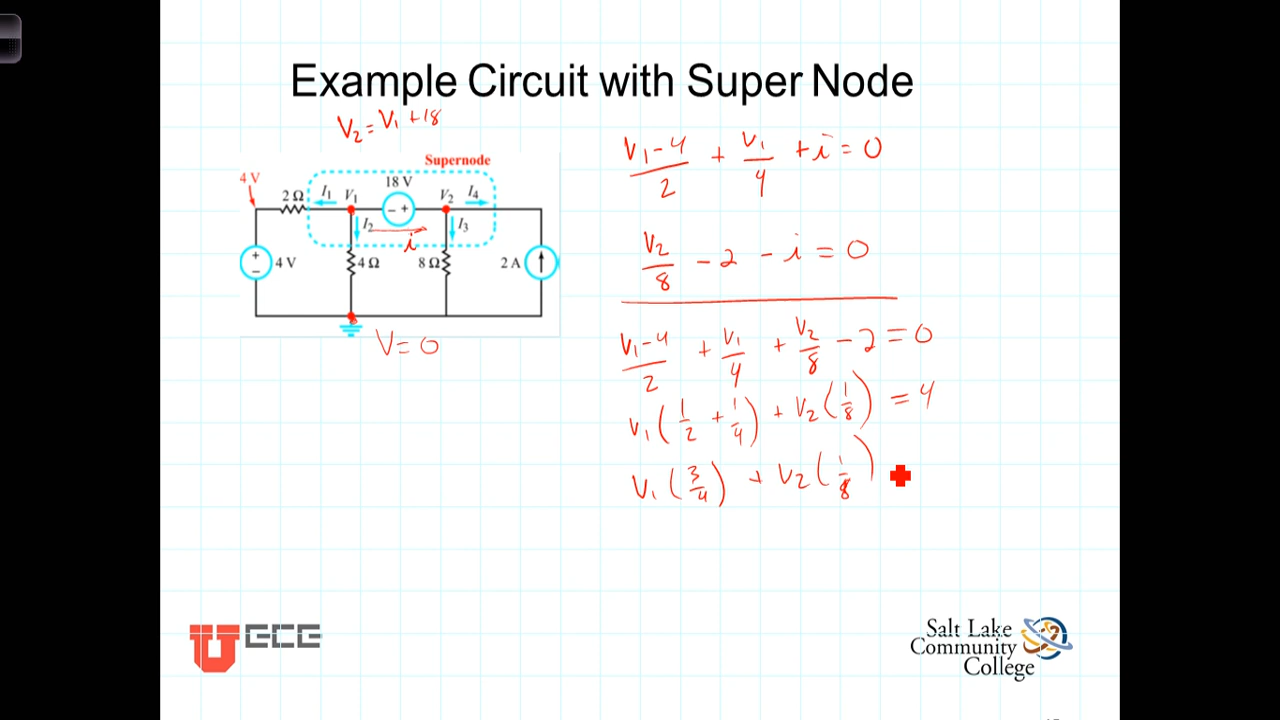 Example Circuit with Super Node
V₂ = V₁ + 18
Supernode
4 V
18 V
2 Ω I₁ V₁ V₂ I₄
- +
I₂ I₃
i
+ - 4 V 4 Ω 8 Ω 2 A
V = 0
(V₁-4)/2 + V₁/4 + i = 0
V₂/8 - 2 - i = 0
(V₁-4)/2 + V₁/4 + V₂/8 - 2 = 0
V₁(1/2 + 1/4) + V₂(1/8) = 4
V₁(3/4) + V₂(1/8)
U ECE
Salt Lake
Community
College